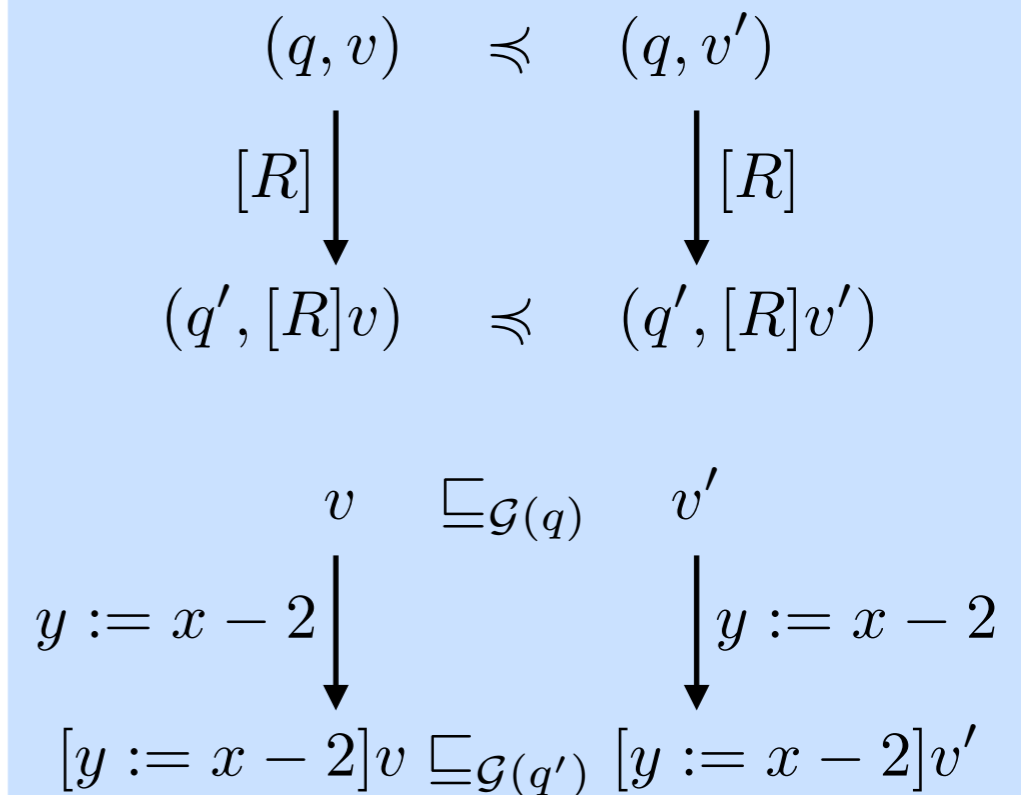 (q, v) ≼ (q, v′)
[R] [R]
(q′, [R]v) ≼ (q′, [R]v′)
v ⊑𝒢(q) v′
y := x − 2 y := x − 2
[y := x − 2]v ⊑𝒢(q′) [y := x − 2]v′